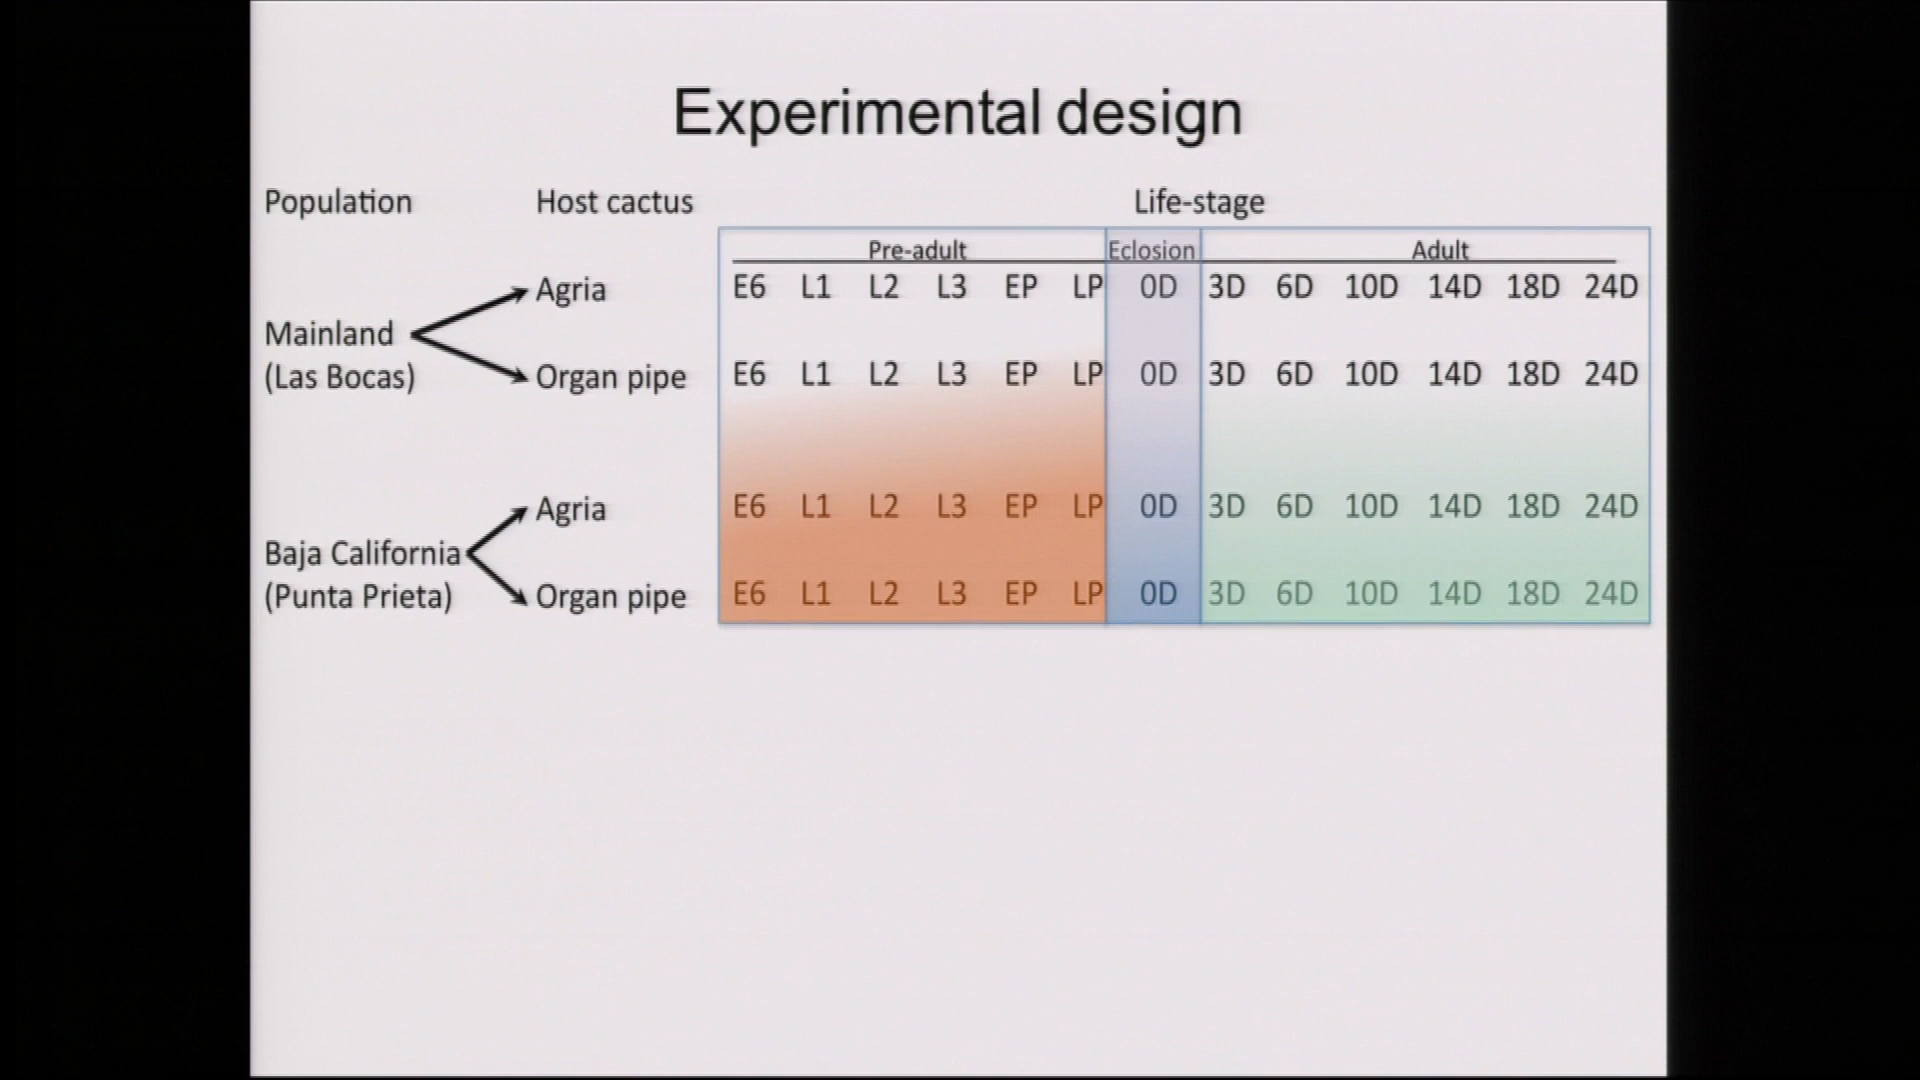 Experimental design
Population Host cactus Life-stage
Pre-adult Eclosion Adult
Agria E6 L1 L2 L3 EP LP 0D 3D 6D 10D 14D 18D 24D
Mainland
(Las Bocas) Organ pipe E6 L1 L2 L3 EP LP 0D 3D 6D 10D 14D 18D 24D
Agria E6 L1 L2 L3 EP LP 0D 3D 6D 10D 14D 18D 24D
Baja California
(Punta Prieta) Organ pipe E6 L1 L2 L3 EP LP 0D 3D 6D 10D 14D 18D 24D